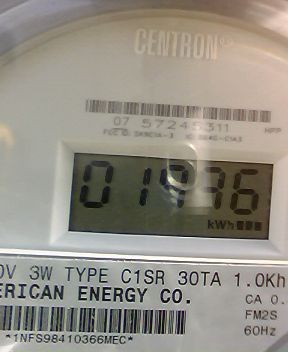 CENTRON®
07 57245311
HPP
01996
kWh
0V 3W TYPE C1SR 30TA 1.0Kh
ERICAN ENERGY CO.
CA 0.
FM2S
60Hz
*1NFS98410366MEC*